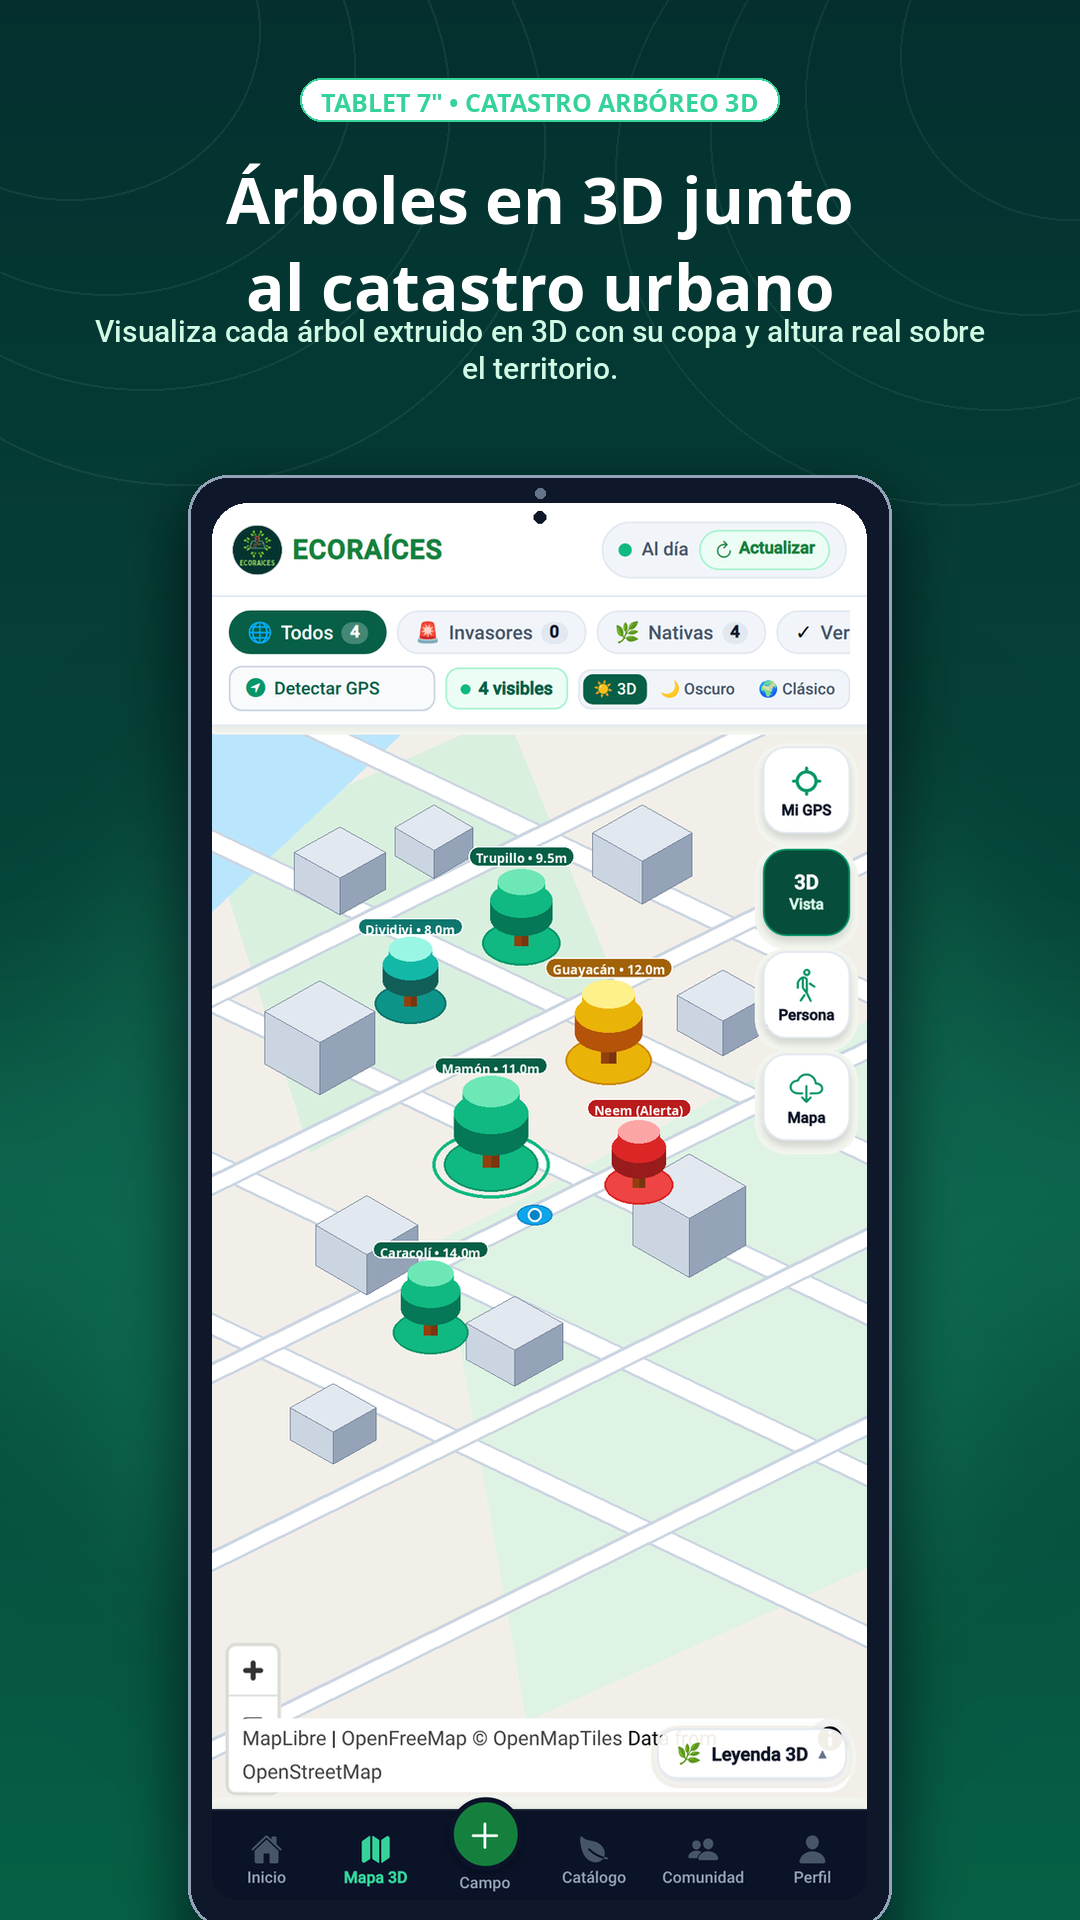 TABLET 7" • CATASTRO ARBÓREO 3D
Árboles en 3D junto
al catastro urbano
Visualiza cada árbol extruido en 3D con su copa y altura real sobre
el territorio.
ECORAÍCES
ECORAÍCES
Al día
Actualizar
Todos 4
Invasores 0
Nativas 4
✓ Ver
Detectar GPS
4 visibles
3D
Oscuro
Clásico
Mi GPS
3D
Vista
Persona
Mapa
Trupillo • 9.5m
Dividivi • 8.0m
Guayacán • 12.0m
Mamón • 11.0m
Neem (Alerta)
Caracolí • 14.0m
+
MapLibre | OpenFreeMap © OpenMapTiles Data from
OpenStreetMap
Leyenda 3D ▲
Inicio
Mapa 3D
Campo
Catálogo
Comunidad
Perfil